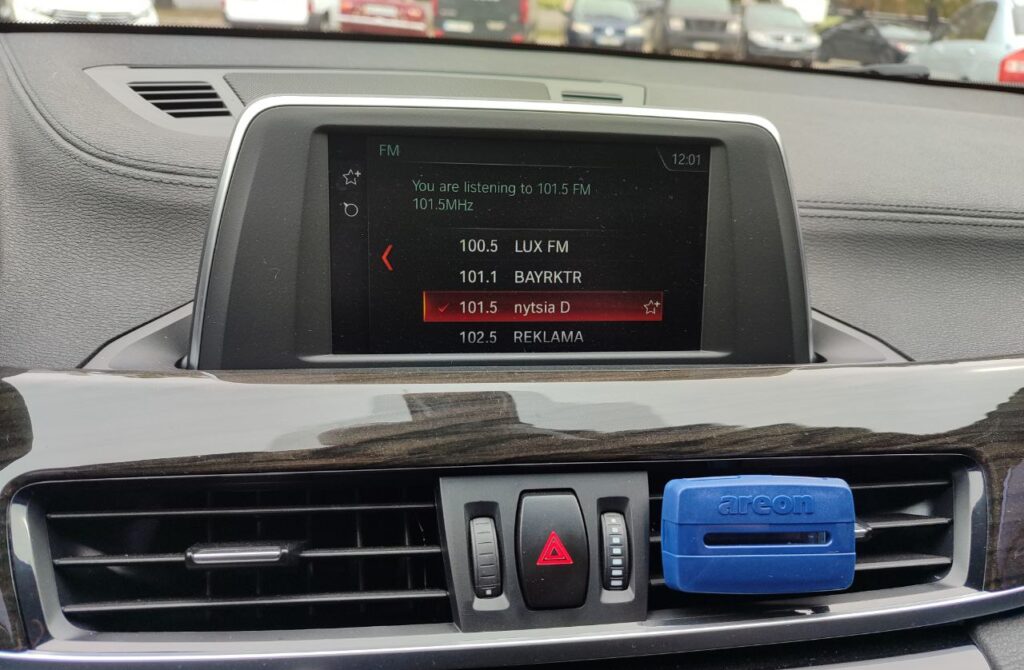 FM
12:01
You are listening to 101.5 FM
101.5MHz
100.5 LUX FM
101.1 BAYRKTR
101.5 nytsia D
102.5 REKLAMA
areon